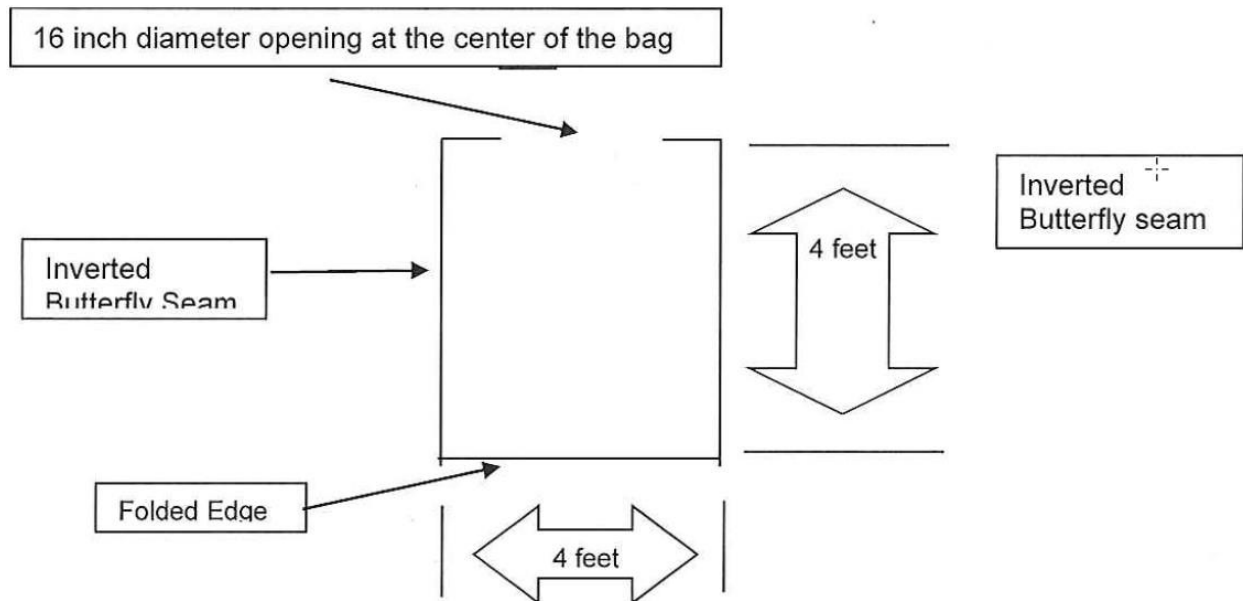 16 inch diameter opening at the center of the bag
Inverted
Butterfly seam
4 feet
Inverted
Butterfly Seam
Folded Edge
4 feet